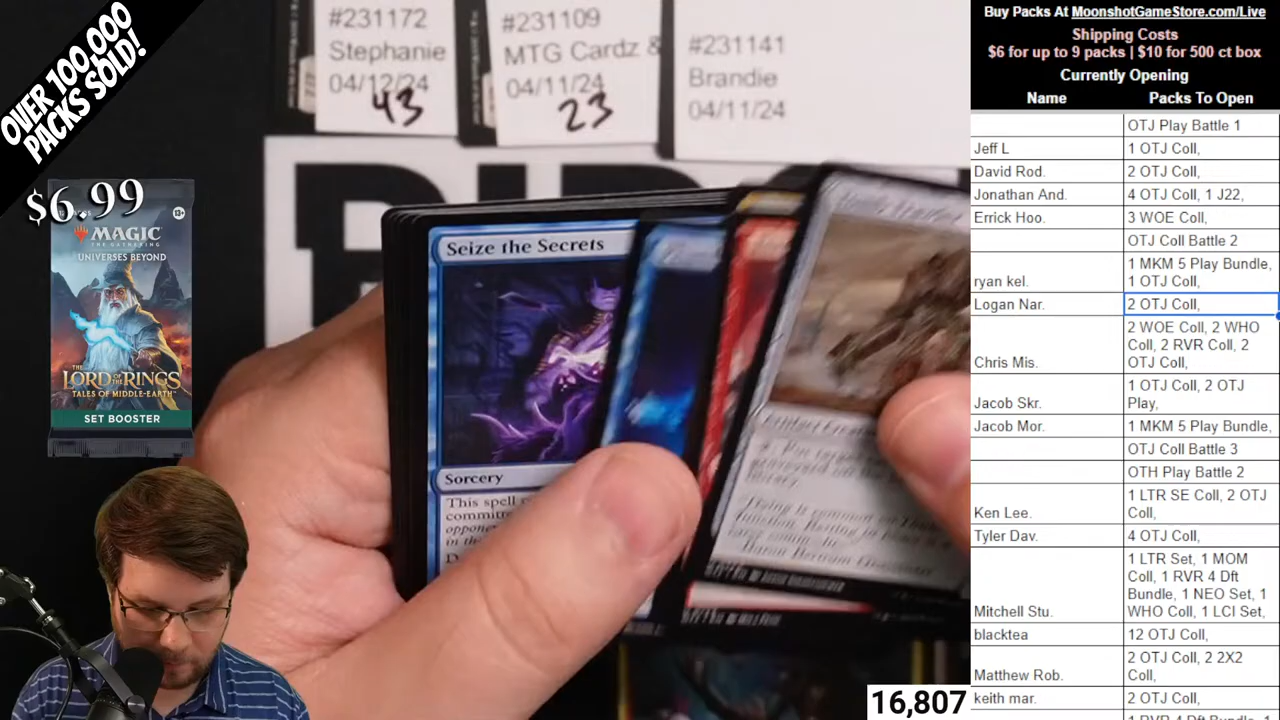 OVER 100,000
PACKS SOLD!
$6.99
MAGIC
THE GATHERING
UNIVERSES BEYOND
THE
LORD OF THE RINGS
TALES OF MIDDLE-EARTH
SET BOOSTER
#231172
Stephanie
04/12/24
43
#231109
MTG Cardz &
04/11/24
23
#231141
Brandie
04/11/24
Seize the Secrets
Sorcery
This spell
committ
opponen
in the
16,807
Buy Packs At MoonshotGameStore.com/Live
Shipping Costs
$6 for up to 9 packs | $10 for 500 ct box
Currently Opening
Name Packs To Open
OTJ Play Battle 1
Jeff L 1 OTJ Coll,
David Rod. 2 OTJ Coll,
Jonathan And. 4 OTJ Coll, 1 J22,
Errick Hoo. 3 WOE Coll,
OTJ Coll Battle 2
ryan kel. 1 MKM 5 Play Bundle,
1 OTJ Coll,
Logan Nar. 2 OTJ Coll,
Chris Mis. 2 WOE Coll, 2 WHO
Coll, 2 RVR Coll, 2
OTJ Coll,
Jacob Skr. 1 OTJ Coll, 2 OTJ
Play,
Jacob Mor. 1 MKM 5 Play Bundle,
OTJ Coll Battle 3
OTH Play Battle 2
Ken Lee. 1 LTR SE Coll, 2 OTJ
Coll,
Tyler Dav. 4 OTJ Coll,
Mitchell Stu. 1 LTR Set, 1 MOM
Coll, 1 RVR 4 Dft
Bundle, 1 NEO Set, 1
WHO Coll, 1 LCI Set,
blacktea 12 OTJ Coll,
Matthew Rob. 2 OTJ Coll, 2 2X2
Coll,
keith mar. 2 OTJ Coll,